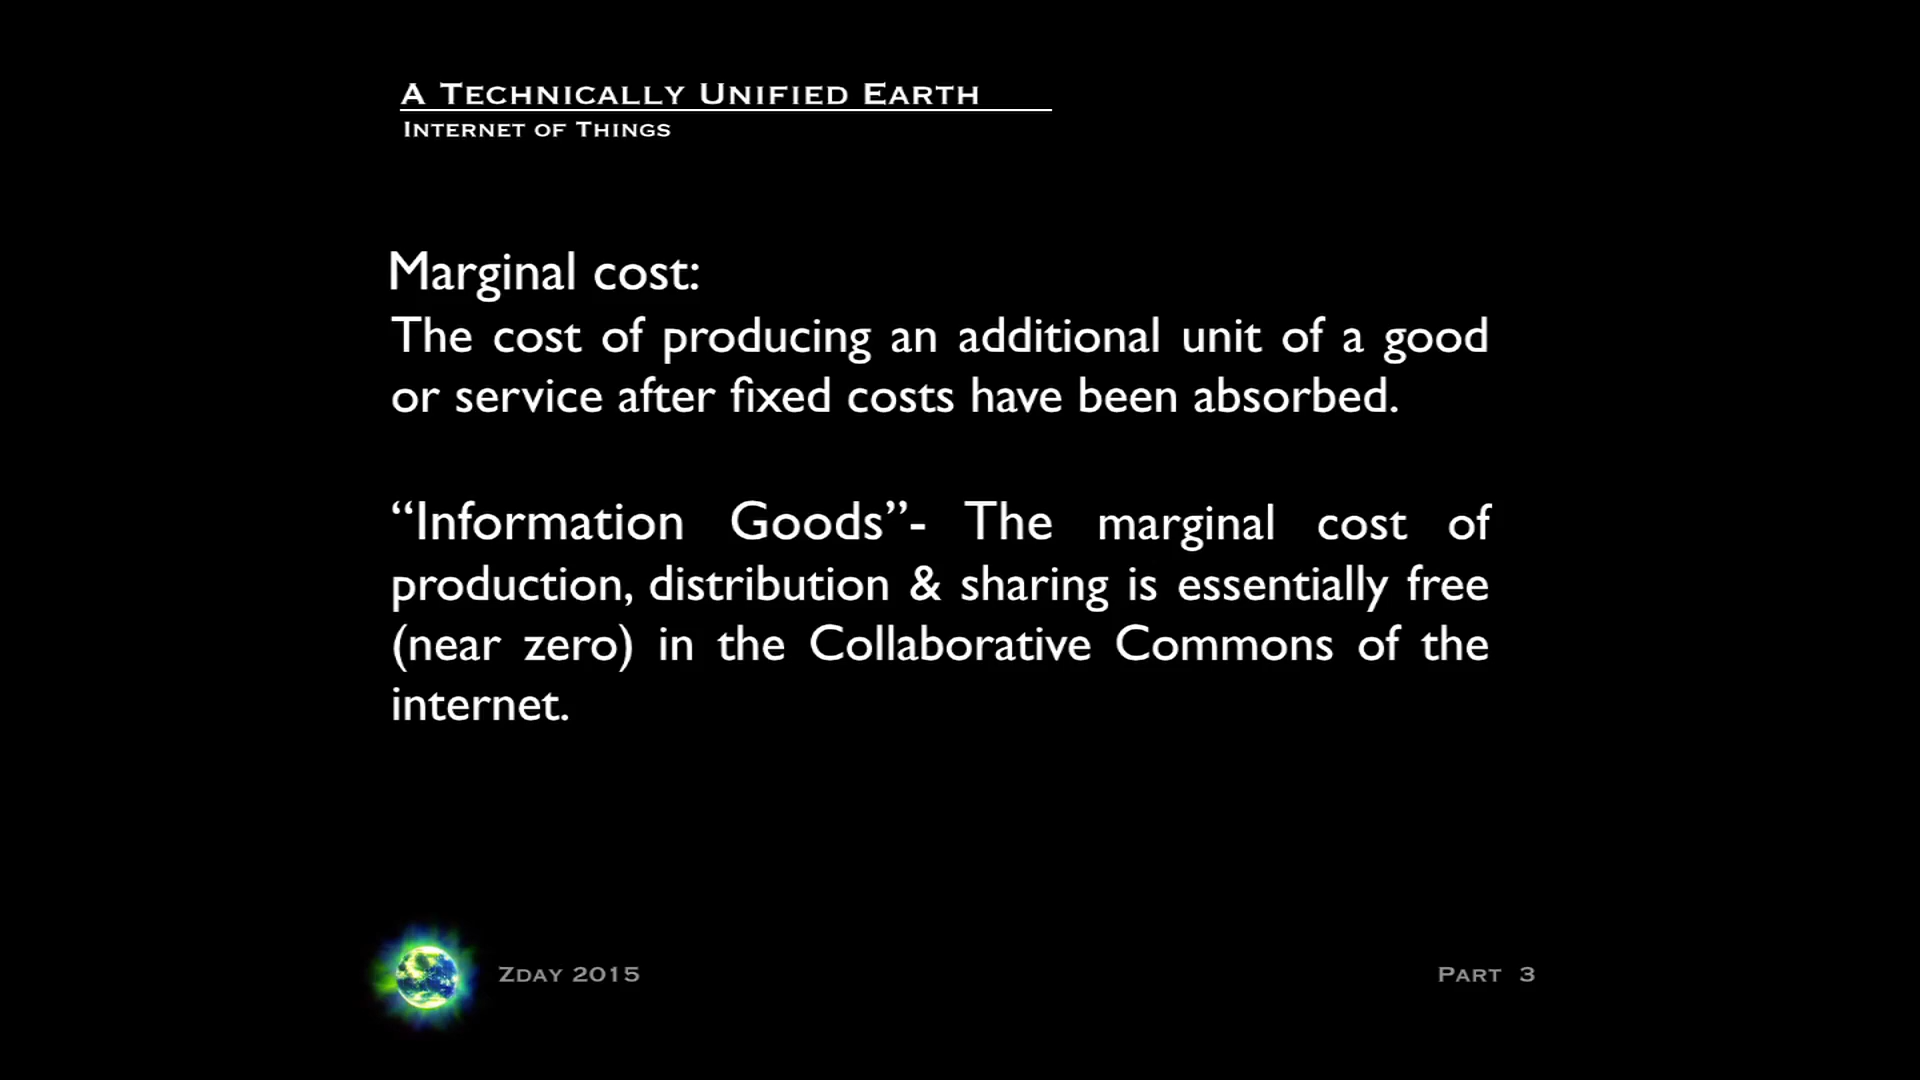 A Technically Unified Earth
Internet of Things
Marginal cost:
The cost of producing an additional unit of a good
or service after fixed costs have been absorbed.
“Information Goods”- The marginal cost of
production, distribution & sharing is essentially free
(near zero) in the Collaborative Commons of the
internet.
Zday 2015
Part 3